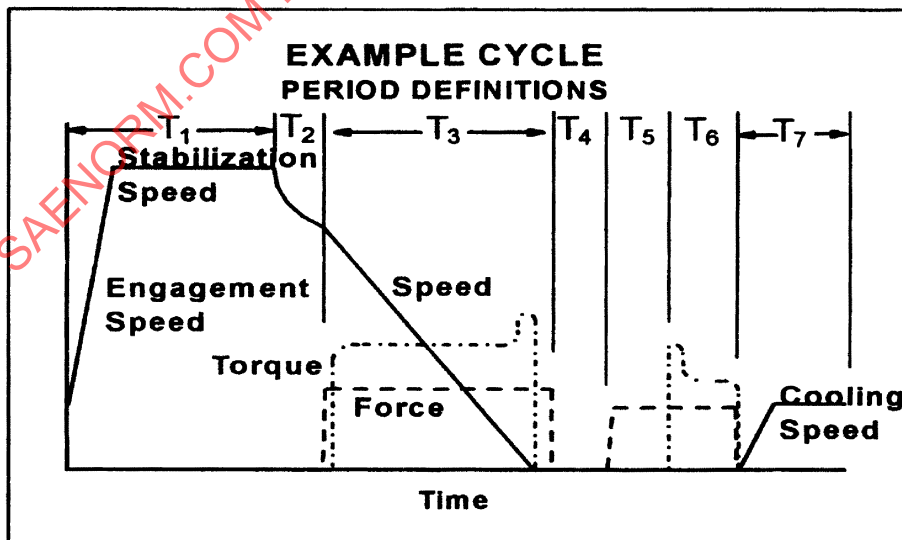 SAENORM.COM
EXAMPLE CYCLE
PERIOD DEFINITIONS
T1 T2 T3 T4 T5 T6 T7
Stabilization
Speed
Engagement
Speed
Speed
Torque
Force
Cooling
Speed
Time